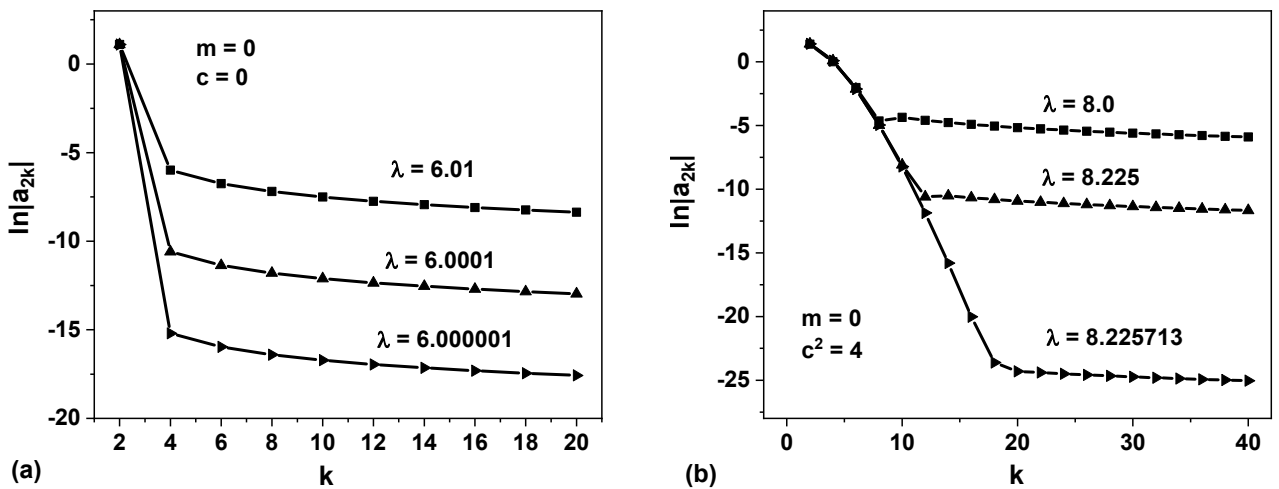 m = 0
c = 0
λ = 6.01
λ = 6.0001
λ = 6.000001
0
-5
-10
-15
-20
ln|a2k|
2 4 6 8 10 12 14 16 18 20
k
(a)
λ = 8.0
λ = 8.225
λ = 8.225713
m = 0
c² = 4
0
-5
-10
-15
-20
-25
ln|a2k|
0 10 20 30 40
k
(b)